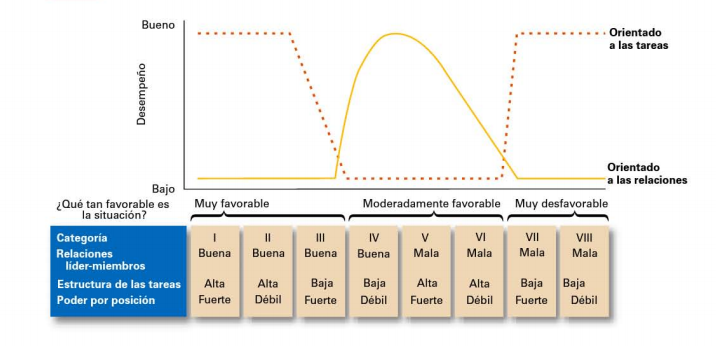 Bueno
Orientado
a las tareas
Desempeño
Orientado
a las relaciones
Bajo
¿Qué tan favorable es
la situación?
Muy favorable
Moderadamente favorable
Muy desfavorable
Categoría I II III IV V VI VII VIII
Relaciones
líder-miembros Buena Buena Buena Buena Mala Mala Mala Mala
Estructura de las tareas Alta Alta Baja Baja Alta Alta Baja Baja
Poder por posición Fuerte Débil Fuerte Débil Fuerte Débil Fuerte Débil